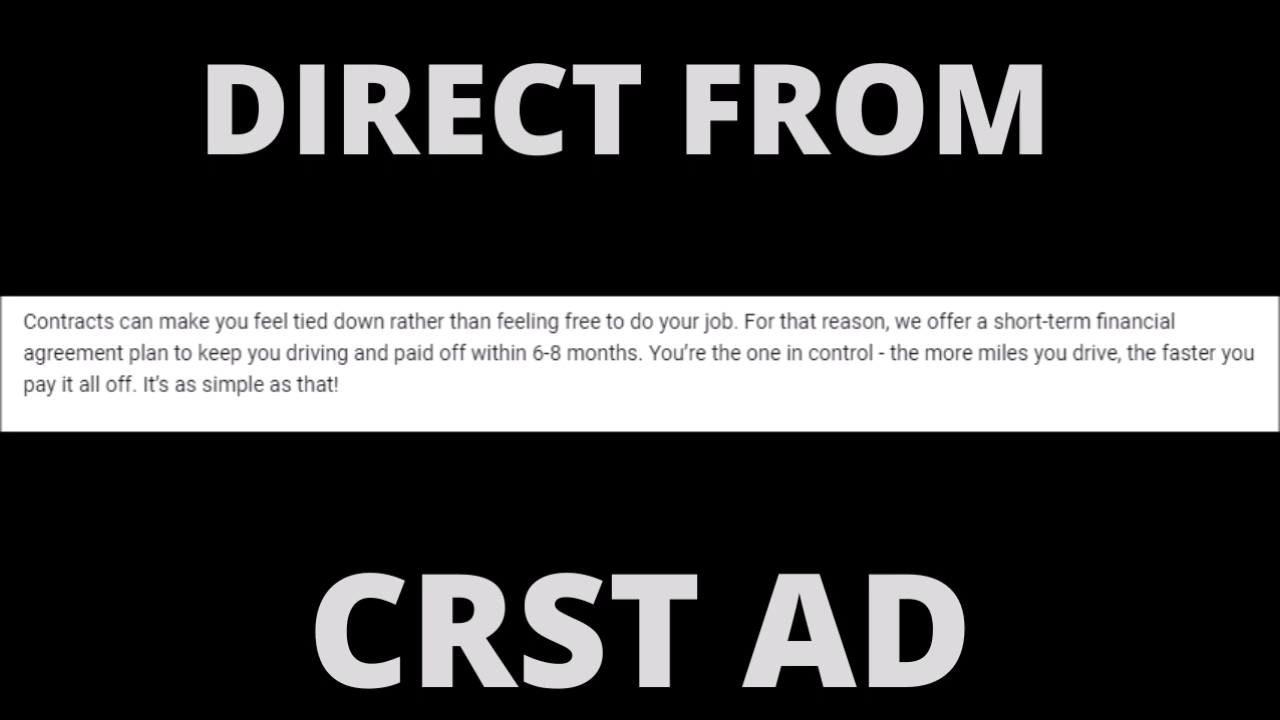 DIRECT FROM
Contracts can make you feel tied down rather than feeling free to do your job. For that reason, we offer a short-term financial
agreement plan to keep you driving and paid off within 6-8 months. You're the one in control - the more miles you drive, the faster you
pay it all off. It's as simple as that!
CRST AD